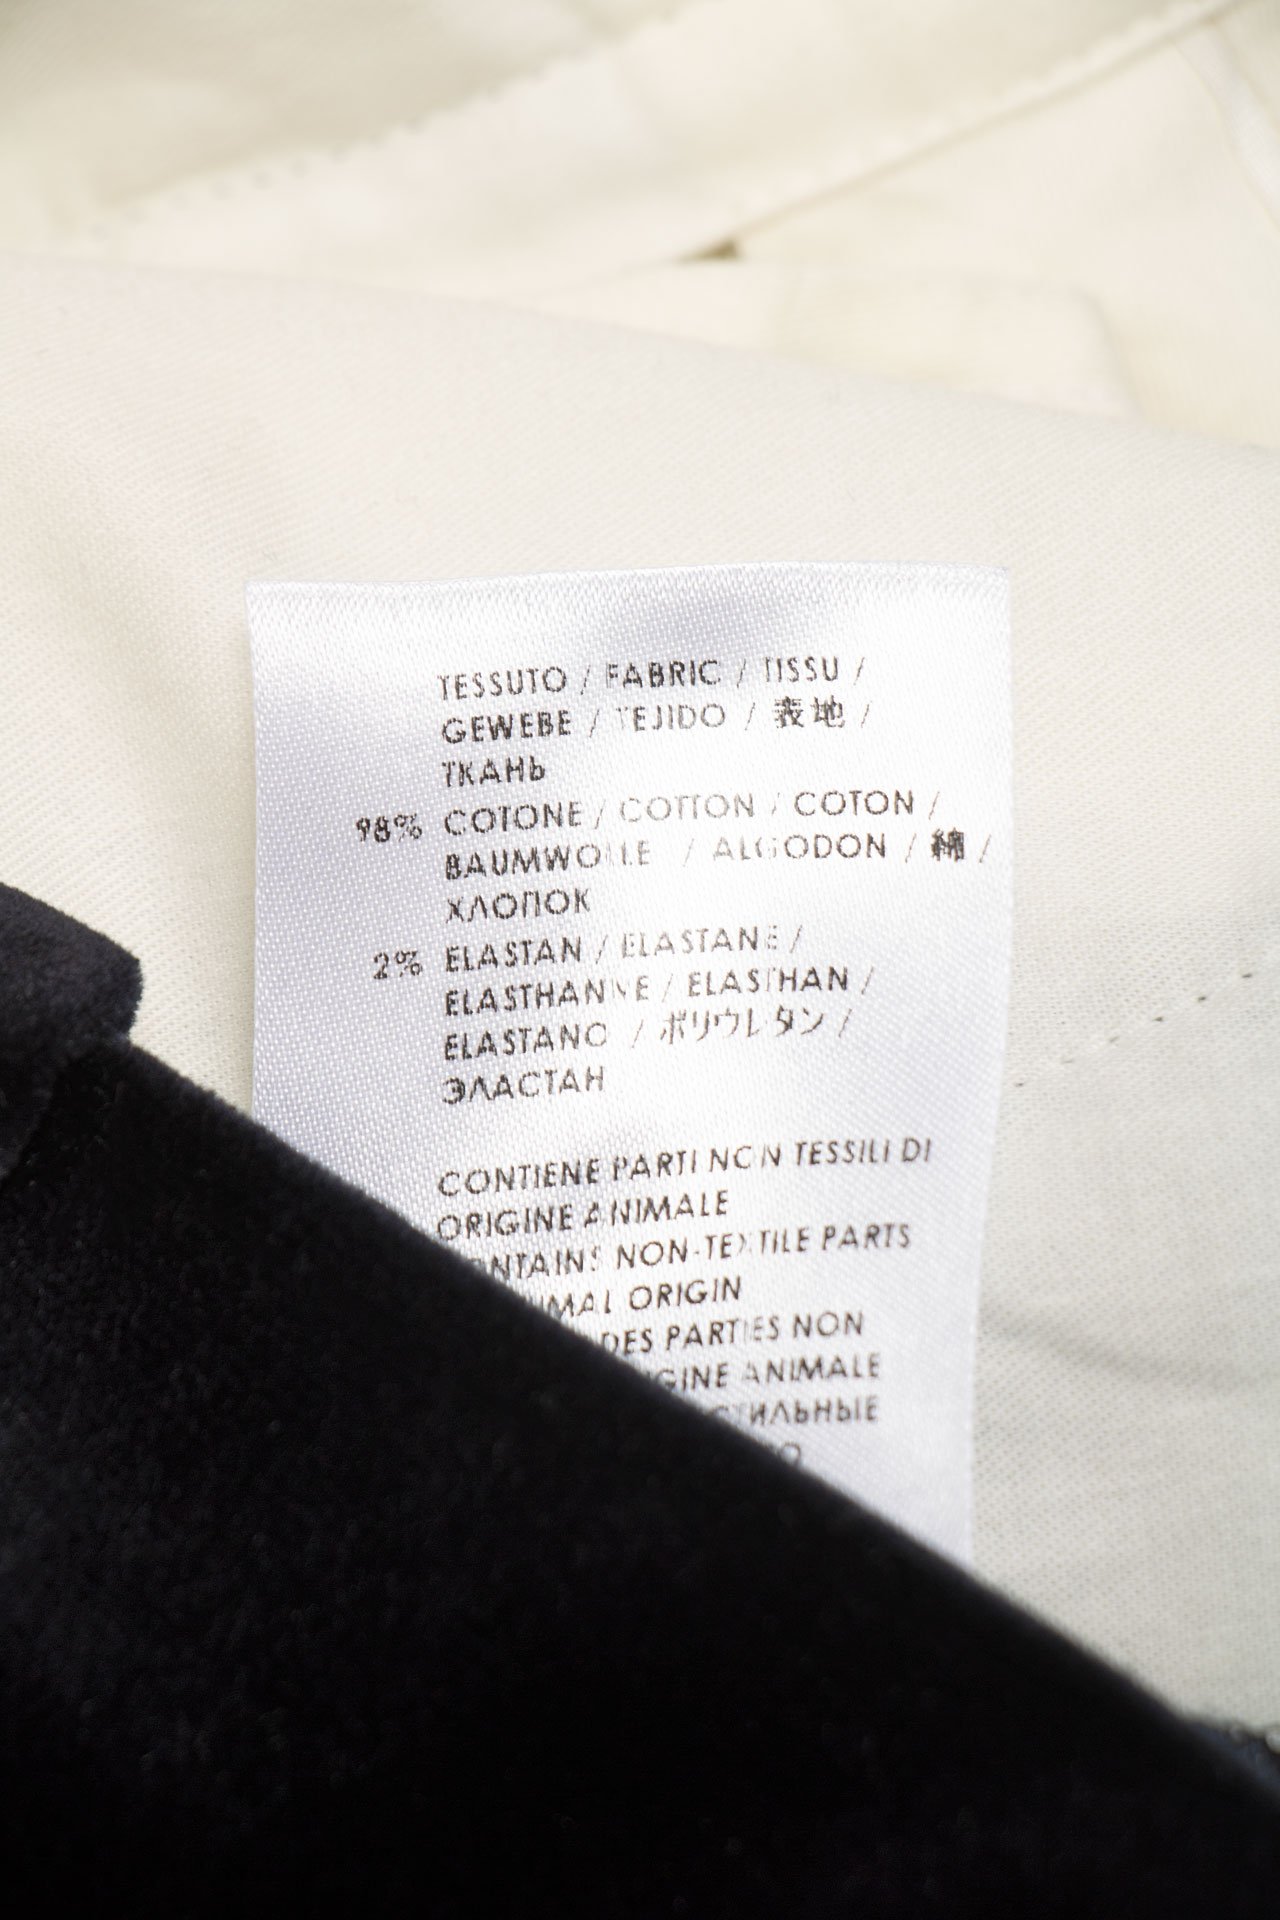 TESSUTO / FABRIC / TISSU /
GEWEBE / TEJIDO / 表地 /
ТКАНЬ
98% COTONE / COTTON / COTON /
BAUMWOLLE / ALGODON / 綿 /
ХЛОПОК
2% ELASTAN / ELASTANE /
ELASTHANNE / ELASTHAN /
ELASTANO / ポリウレタン /
ЭЛАСТАН
CONTIENE PARTI NON TESSILI DI
ORIGINE ANIMALE
NON-TEXTILE PARTS
ORIGIN
DES PARTIES NON
ANIMALE